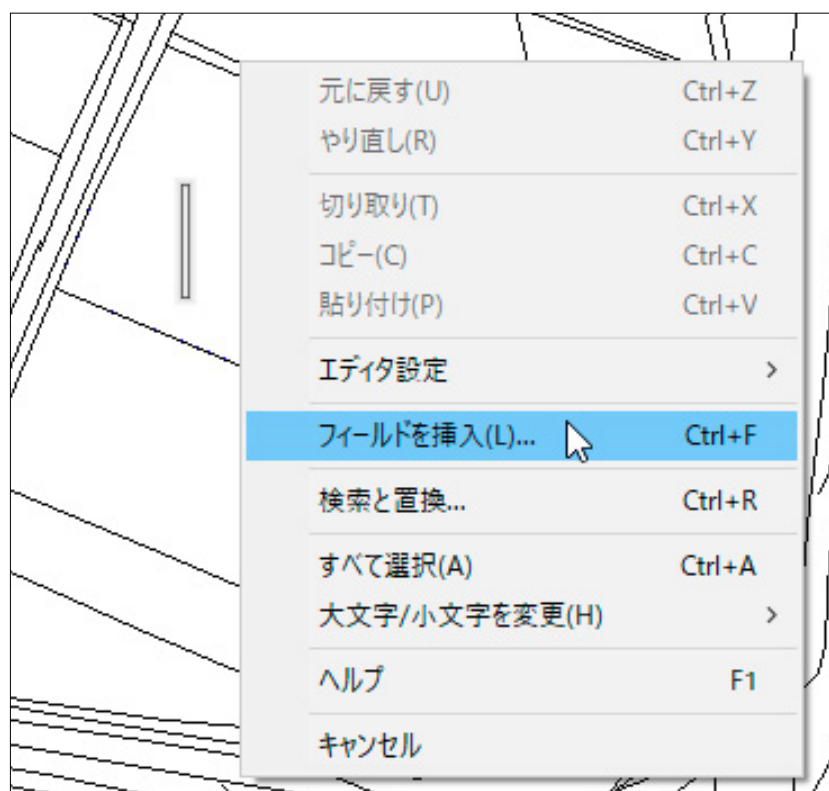 元に戻す(U) Ctrl+Z
やり直し(R) Ctrl+Y
切り取り(T) Ctrl+X
コピー(C) Ctrl+C
貼り付け(P) Ctrl+V
エディタ設定 >
フィールドを挿入(L)... Ctrl+F
検索と置換... Ctrl+R
すべて選択(A) Ctrl+A
大文字/小文字を変更(H) >
ヘルプ F1
キャンセル